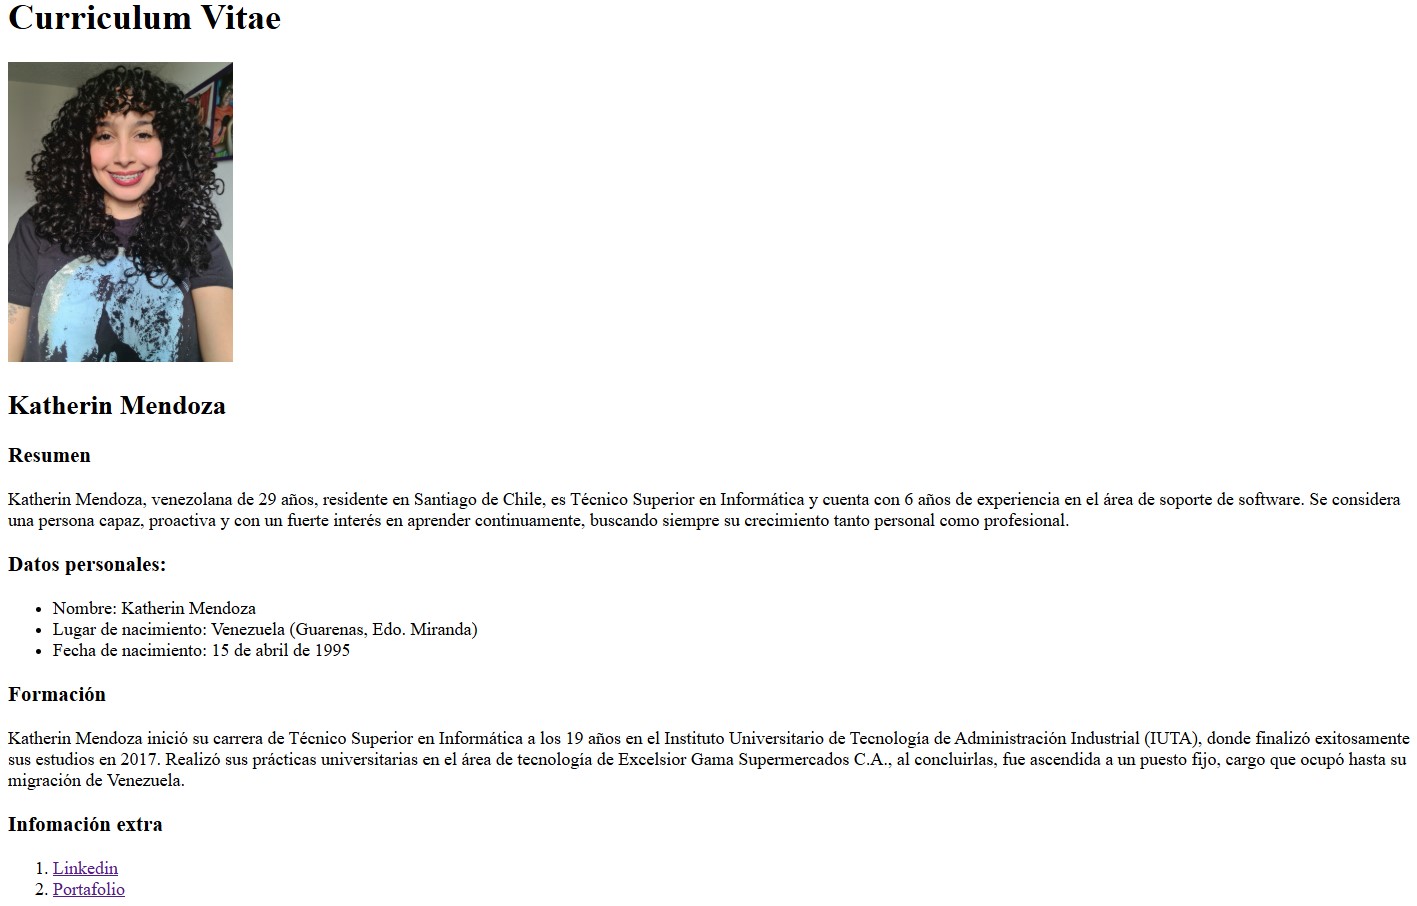 Curriculum Vitae
Katherin Mendoza
Resumen
Katherin Mendoza, venezolana de 29 años, residente en Santiago de Chile, es Técnico Superior en Informática y cuenta con 6 años de experiencia en el área de soporte de software. Se considera
una persona capaz, proactiva y con un fuerte interés en aprender continuamente, buscando siempre su crecimiento tanto personal como profesional.
Datos personales:
• Nombre: Katherin Mendoza
• Lugar de nacimiento: Venezuela (Guarenas, Edo. Miranda)
• Fecha de nacimiento: 15 de abril de 1995
Formación
Katherin Mendoza inició su carrera de Técnico Superior en Informática a los 19 años en el Instituto Universitario de Tecnología de Administración Industrial (IUTA), donde finalizó exitosamente
sus estudios en 2017. Realizó sus prácticas universitarias en el área de tecnología de Excelsior Gama Supermercados C.A., al concluirlas, fue ascendida a un puesto fijo, cargo que ocupó hasta su
migración de Venezuela.
Infomación extra
1. Linkedin
2. Portafolio